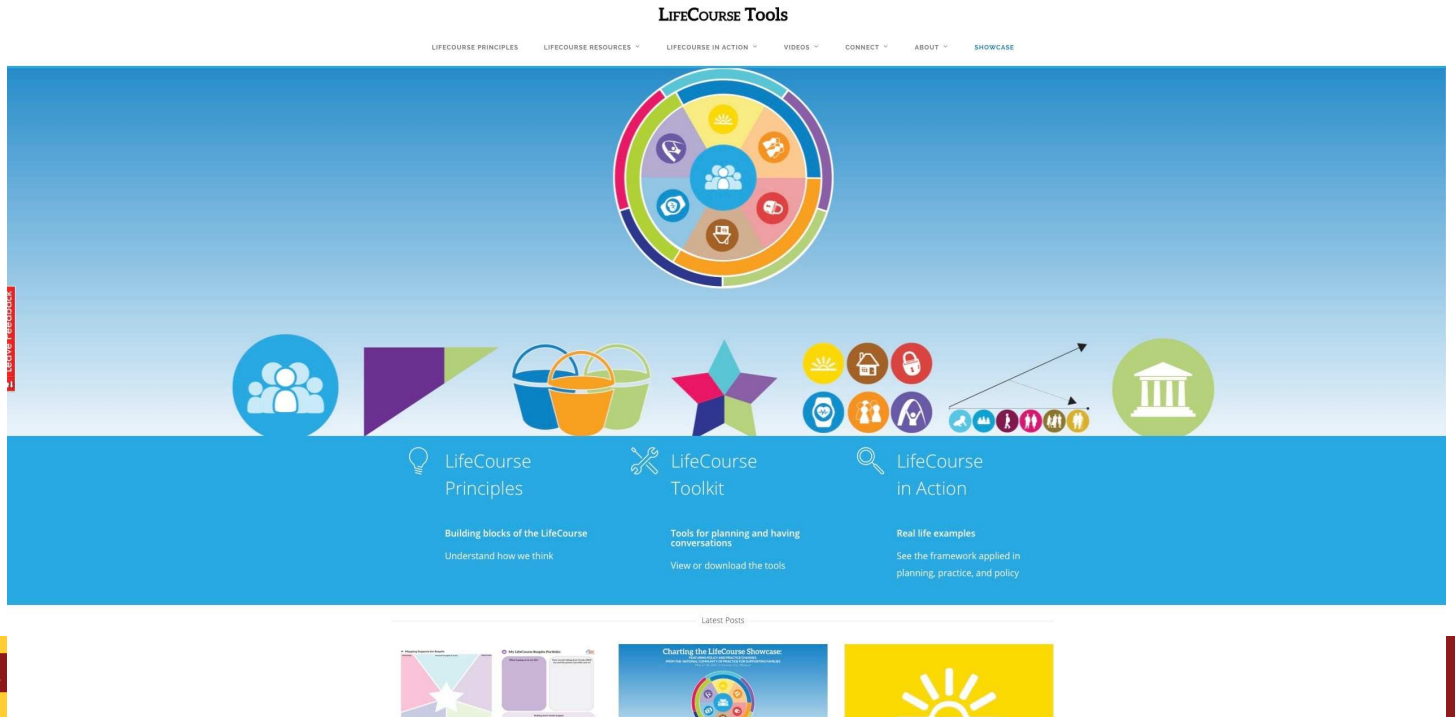 LIFECOURSE TOOLS
LIFECOURSE PRINCIPLES LIFECOURSE RESOURCES LIFECOURSE IN ACTION VIDEOS CONNECT ABOUT SHOWCASE
Leave Feedback
LifeCourse
Principles
Building blocks of the LifeCourse
Understand how we think
LifeCourse
Toolkit
Tools for planning and having
conversations
View or download the tools
LifeCourse
in Action
Real life examples
See the framework applied in
planning, practice, and policy
Latest Posts
My LifeCourse Respite Portfolio
Charting the LifeCourse Showcase: